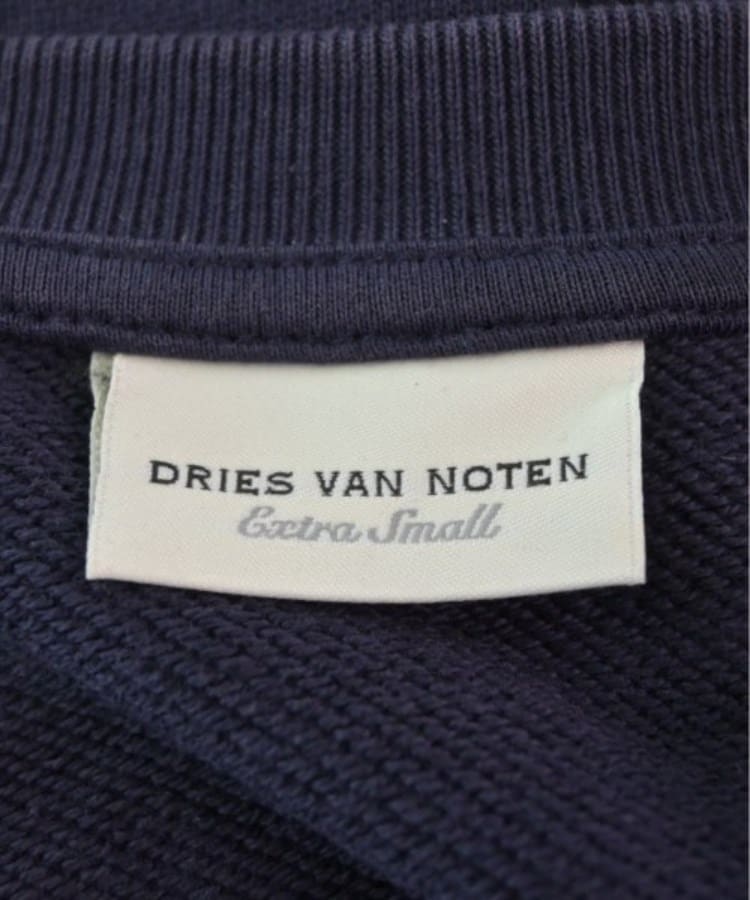 DRIES VAN NOTEN
Extra Small